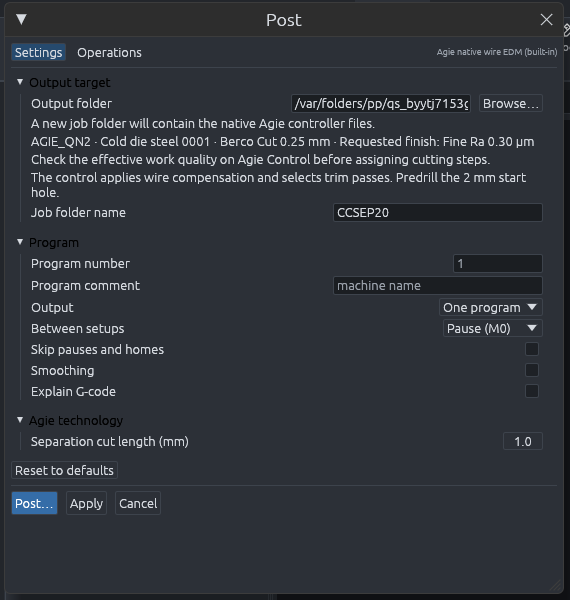 Post
Settings Operations Agie native wire EDM (built-in)
Output target
Output folder /var/folders/pp/qs_byytj7153g Browse...
A new job folder will contain the native Agie controller files.
AGIE_QN2 · Cold die steel 0001 · Berco Cut 0.25 mm · Requested finish: Fine Ra 0.30 µm
Check the effective work quality on Agie Control before assigning cutting steps.
The control applies wire compensation and selects trim passes. Predrill the 2 mm start
hole.
Job folder name CCSEP20
Program
Program number 1
Program comment machine name
Output One program
Between setups Pause (M0)
Skip pauses and homes
Smoothing
Explain G-code
Agie technology
Separation cut length (mm) 1.0
Reset to defaults
Post... Apply Cancel